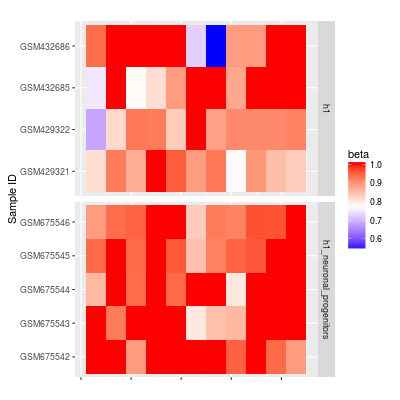 GSM432686
GSM432685
GSM429322
GSM429321
h1
GSM675546
GSM675545
GSM675544
GSM675543
GSM675542
h1_neuronal_progenitors
Sample ID
beta
1.0
0.9
0.8
0.7
0.6